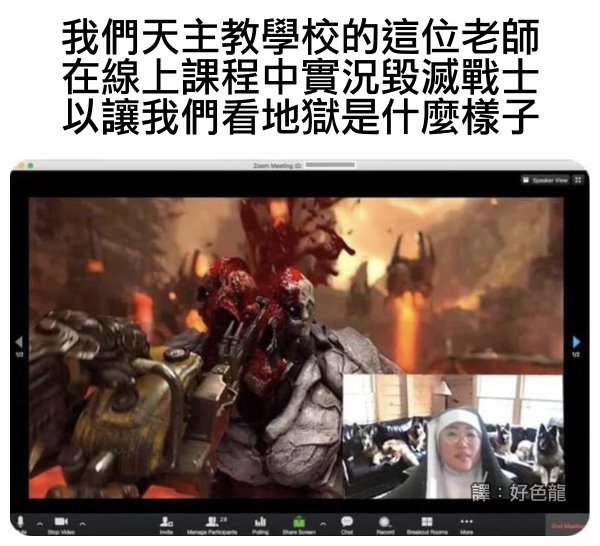 我們天主教學校的這位老師
在線上課程中實況毀滅戰士
以讓我們看地獄是什麼樣子
Zoom Meeting ID:
Speaker View
1/2
1/2
譯：好色龍
Stop Video
Invite
Manage Participants
28
Polling
Share Screen
Chat
Record
Breakout Rooms
More
End Meeting